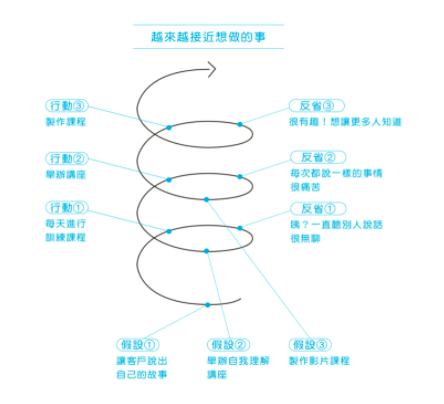 越來越接近想做的事
行動③
製作課程
反省③
很有趣！想讓更多人知道
行動②
舉辦講座
反省②
每次都說一樣的事情
很痛苦
行動①
每天進行
訓練課程
反省①
咦？一直聽別人說話
很無聊
假設①
讓客戶說出
自己的故事
假設②
舉辦自我理解
講座
假設③
製作影片課程